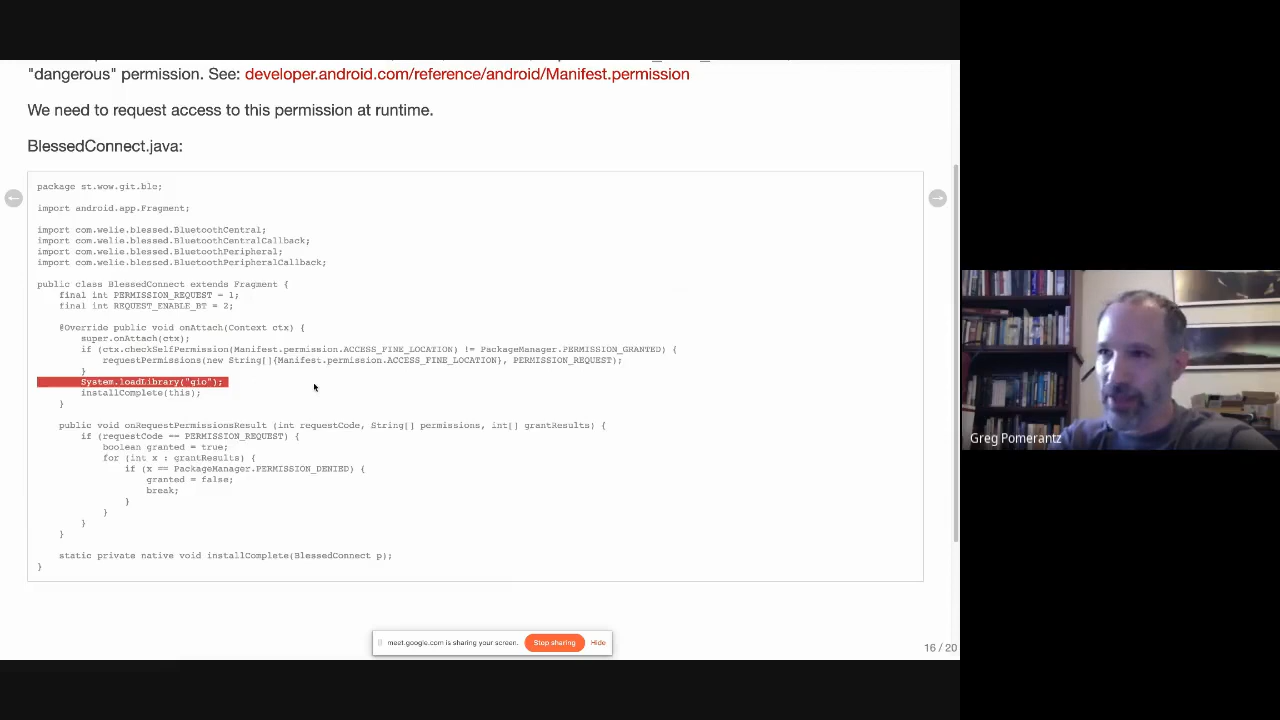 "dangerous" permission. See: developer.android.com/reference/android/Manifest.permission
We need to request access to this permission at runtime.
BlessedConnect.java:
package st.wow.git.ble;
import android.app.Fragment;
import com.welie.blessed.BluetoothCentral;
import com.welie.blessed.BluetoothCentralCallback;
import com.welie.blessed.BluetoothPeripheral;
import com.welie.blessed.BluetoothPeripheralCallback;
public class BlessedConnect extends Fragment {
final int PERMISSION_REQUEST = 1;
final int REQUEST_ENABLE_BT = 2;
@Override public void onAttach(Context ctx) {
super.onAttach(ctx);
if (ctx.checkSelfPermission(Manifest.permission.ACCESS_FINE_LOCATION) != PackageManager.PERMISSION_GRANTED) {
requestPermissions(new String[]{Manifest.permission.ACCESS_FINE_LOCATION}, PERMISSION_REQUEST);
}
System.loadLibrary("gio");
installComplete(this);
}
public void onRequestPermissionsResult (int requestCode, String[] permissions, int[] grantResults) {
if (requestCode == PERMISSION_REQUEST) {
boolean granted = true;
for (int x : grantResults) {
if (x == PackageManager.PERMISSION_DENIED) {
granted = false;
break;
}
}
}
}
static private native void installComplete(BlessedConnect p);
}
meet.google.com is sharing your screen.
Stop sharing
Hide
16 / 20
Greg Pomerantz